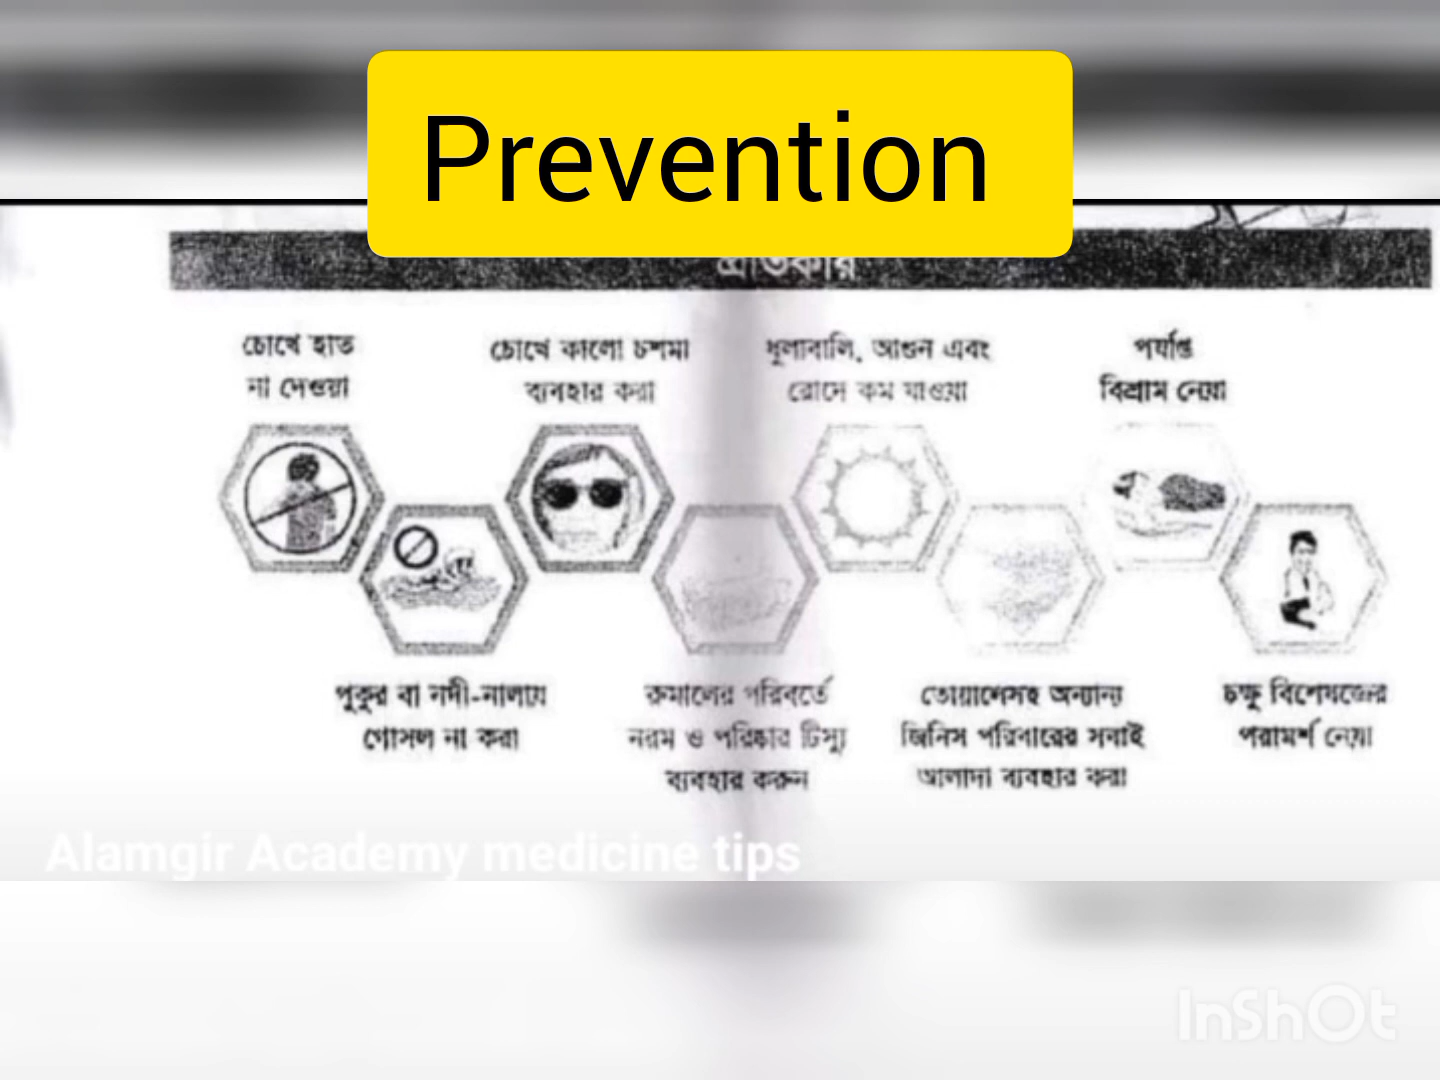 Prevention
প্রতিকার
চোখে হাত
না দেওয়া
চোখে কালো চশমা
ব্যবহার করা
ধূলাবালি, আগুন এবং
রোদে কম যাওয়া
পর্যাপ্ত
বিশ্রাম নেয়া
পুকুর বা নদী-নালায়
গোসল না করা
রুমালের পরিবর্তে
নরম ও পরিষ্কার টিস্যু
ব্যবহার করুন
তোয়ালেসহ অন্যান্য
জিনিস পরিবারের সবাই
আলাদা ব্যবহার করা
চক্ষু বিশেষজ্ঞের
পরামর্শ নেয়া
Alamgir Academy medicine tips
InShOt